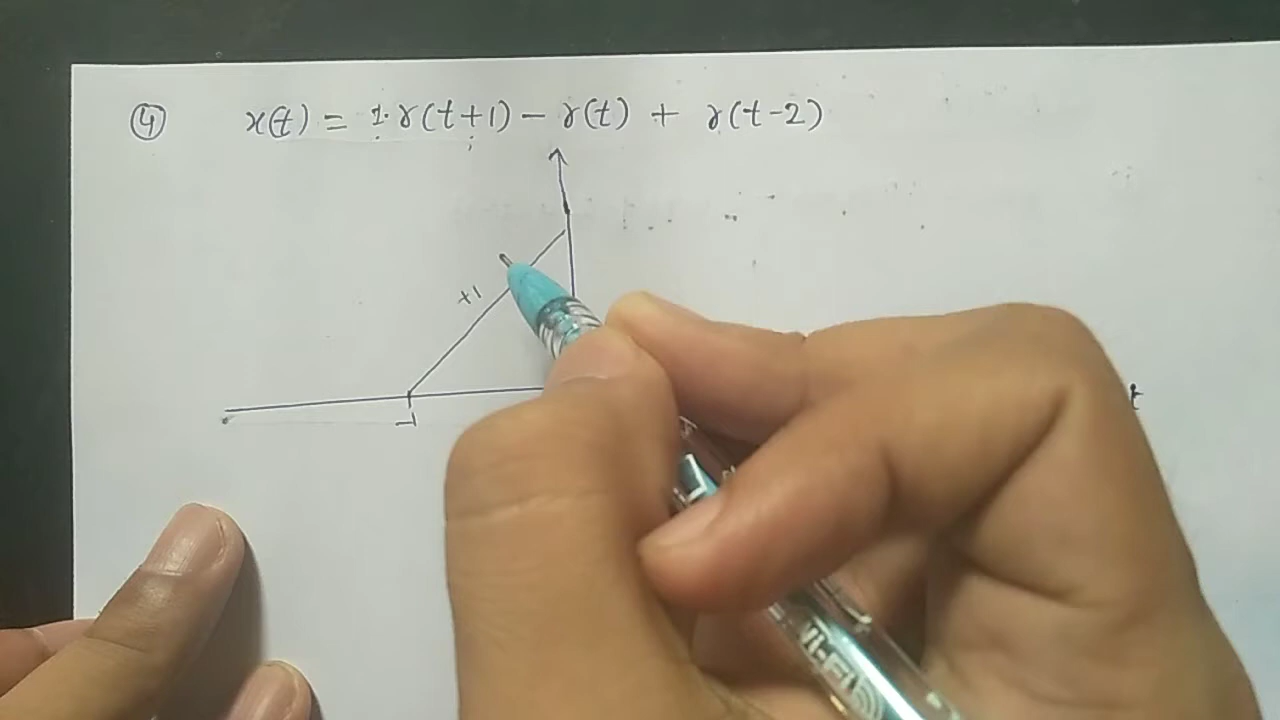 ④ x(t) = 1.r(t+1) - r(t) + r(t-2)
+1
-1
t